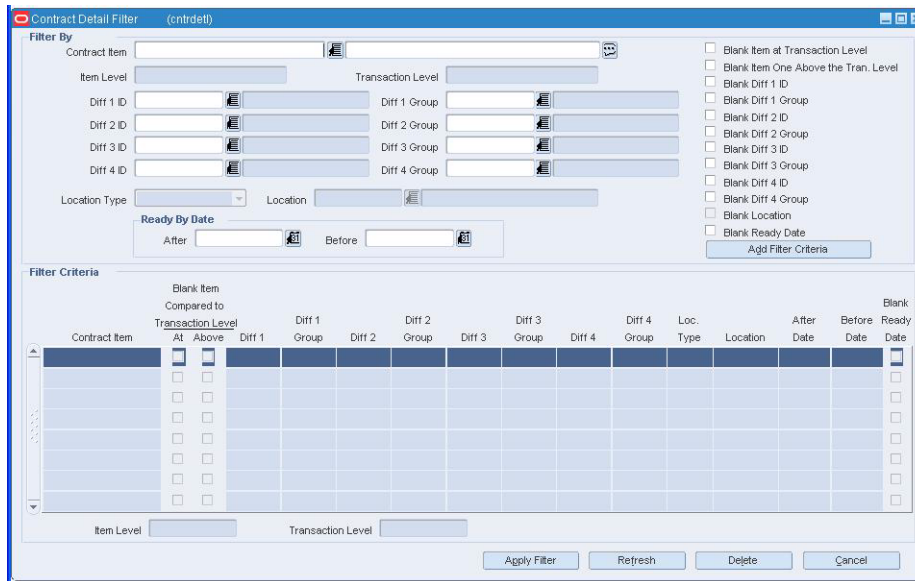 Contract Detail Filter (cntrdetl)
Filter By
Contract Item
Item Level Transaction Level
Diff 1 ID Diff 1 Group
Diff 2 ID Diff 2 Group
Diff 3 ID Diff 3 Group
Diff 4 ID Diff 4 Group
Location Type Location
Ready By Date
After Before
Blank Item at Transaction Level
Blank Item One Above the Tran. Level
Blank Diff 1 ID
Blank Diff 1 Group
Blank Diff 2 ID
Blank Diff 2 Group
Blank Diff 3 ID
Blank Diff 3 Group
Blank Diff 4 ID
Blank Diff 4 Group
Blank Location
Blank Ready Date
Add Filter Criteria
Filter Criteria
Blank Item
Compared to Blank
Transaction Level Diff 1 Diff 2 Diff 3 Diff 4 Loc. After Before Ready
Contract Item At Above Diff 1 Group Diff 2 Group Diff 3 Group Diff 4 Group Type Location Date Date Date
Item Level Transaction Level
Apply Filter Refresh Delete Cancel